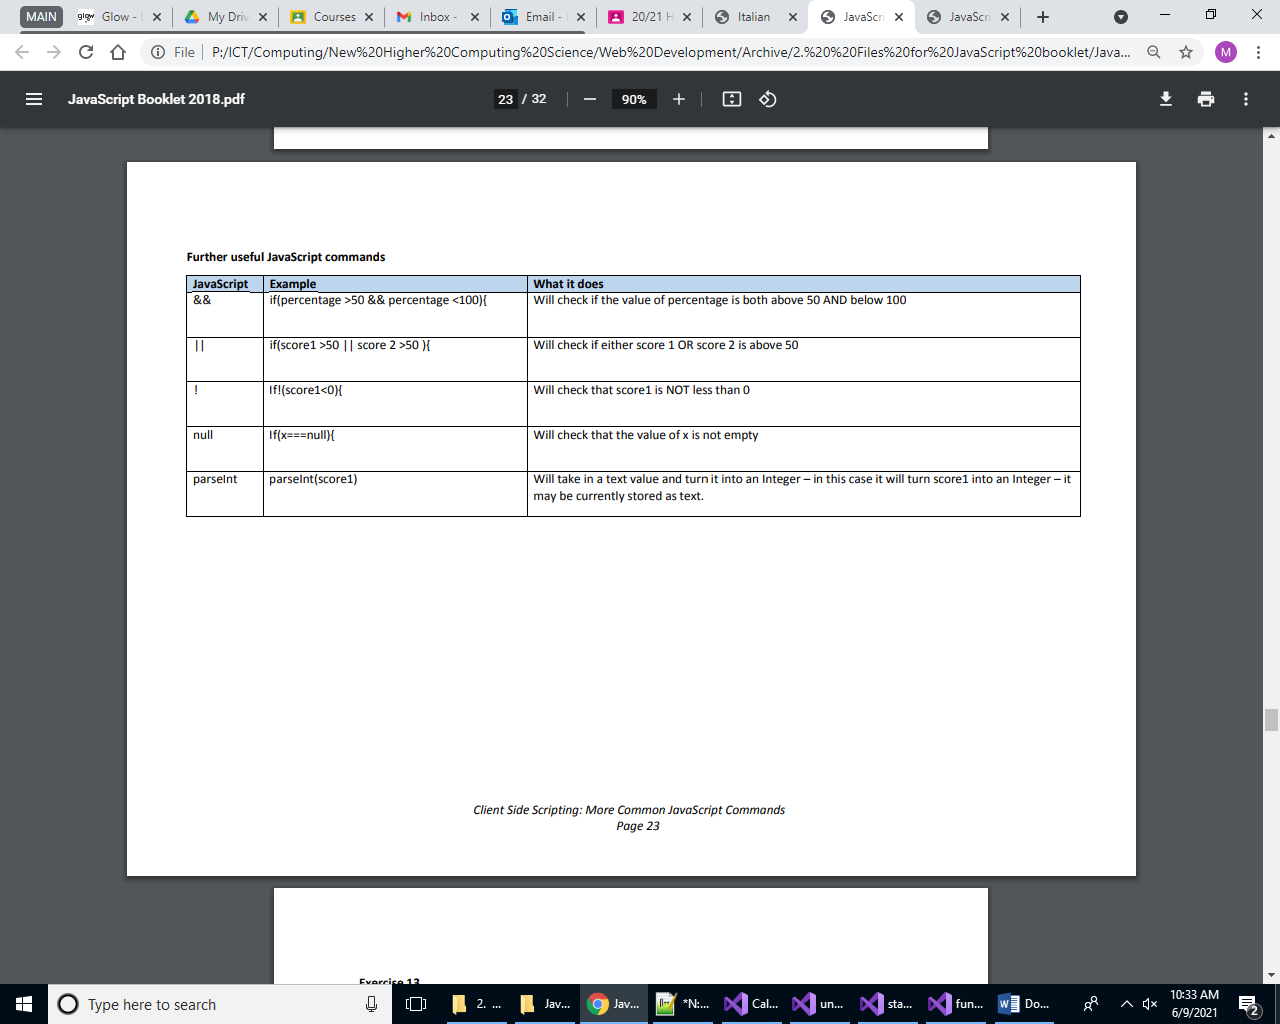 MAIN
glow Glow -
My Driv
Courses
Inbox -
Email -
20/21 H
Italian
JavaScri
JavaScri
File P:/ICT/Computing/New%20Higher%20Computing%20Science/Web%20Development/Archive/2.%20%20Files%20for%20JavaScript%20booklet/Java...
M
JavaScript Booklet 2018.pdf
23 / 32
90%
Further useful JavaScript commands
JavaScript Example What it does
&& if(percentage >50 && percentage <100){ Will check if the value of percentage is both above 50 AND below 100
|| if(score1 >50 || score 2 >50 ){ Will check if either score 1 OR score 2 is above 50
! If!(score1<0){ Will check that score1 is NOT less than 0
null If(x===null){ Will check that the value of x is not empty
parseInt parseInt(score1) Will take in a text value and turn it into an Integer – in this case it will turn score1 into an Integer – it
may be currently stored as text.
Client Side Scripting: More Common JavaScript Commands
Page 23
Exercise 13
Type here to search
2. ...
Jav...
Jav...
*N:...
Cal...
un...
sta...
fun...
Do...
10:33 AM
6/9/2021
2